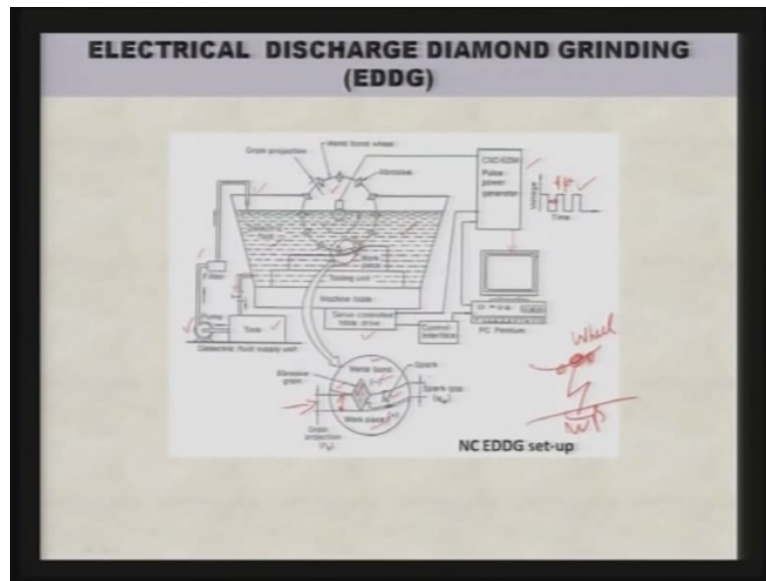 ELECTRICAL DISCHARGE DIAMOND GRINDING
(EDDG)
Metal bond wheel
Grain projection
Abrasive
CNC-EDM
Pulse
power
generator
Voltage
Time
Dielectric
fluid
Work
piece
Filter
Machine table
Pump
Tank
Servo controlled
table drive
Control
interface
PC Pentium
Dielectric fluid supply unit
Wheel
Metal bond
Spark
Abrasive
grain
Spark gap
Work piece (+)
Grain
projection
W/P
NC EDDG set-up